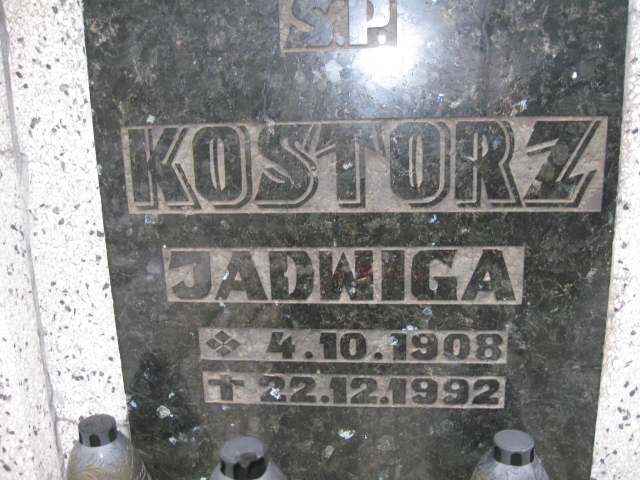 Ś.P.
KOSTORZ
JADWIGA
4.10.1908
✝ 22.12.1992